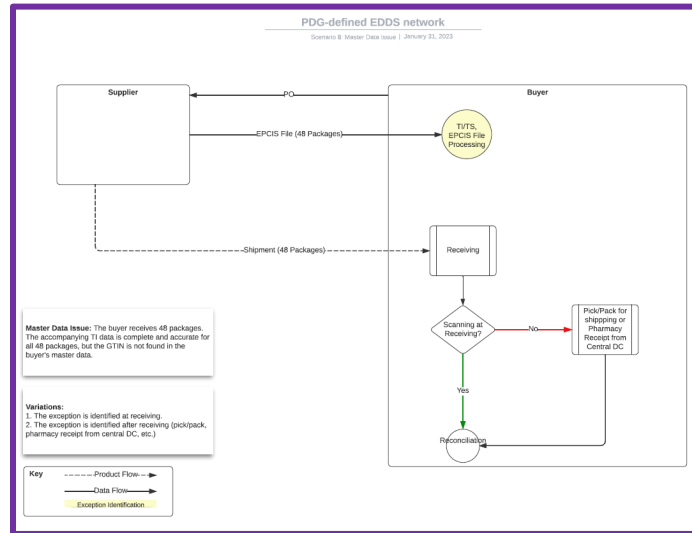 PDG-defined EDDS network
Scenario 8: Master Data Issue | January 31, 2023
Supplier
Buyer
PO
EPCIS File (48 Packages)
TI/TS,
EPCIS File
Processing
Shipment (48 Packages)
Receiving
Scanning at
Receiving?
No
Pick/Pack for
shippping or
Pharmacy
Receipt from
Central DC
Yes
Reconciliation
Master Data Issue: The buyer receives 48 packages.
The accompanying TI data is complete and accurate for
all 48 packages, but the GTIN is not found in the
buyer's master data.
Variations:
1. The exception is identified at receiving.
2. The exception is identified after receiving (pick/pack,
pharmacy receipt from central DC, etc.)
Key
Product Flow
Data Flow
Exception Identification